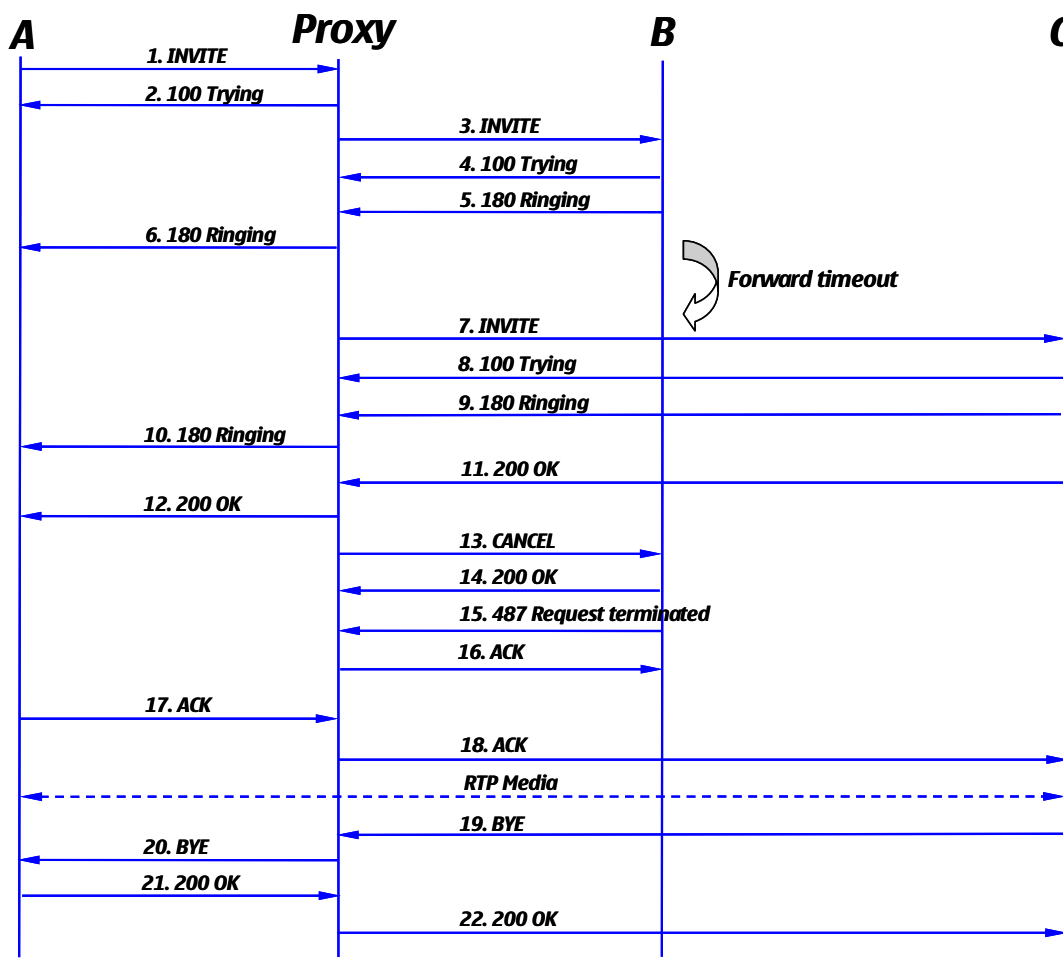 A Proxy B C
1. INVITE
2. 100 Trying
3. INVITE
4. 100 Trying
5. 180 Ringing
6. 180 Ringing
Forward timeout
7. INVITE
8. 100 Trying
9. 180 Ringing
10. 180 Ringing
11. 200 OK
12. 200 OK
13. CANCEL
14. 200 OK
15. 487 Request terminated
16. ACK
17. ACK
18. ACK
RTP Media
19. BYE
20. BYE
21. 200 OK
22. 200 OK